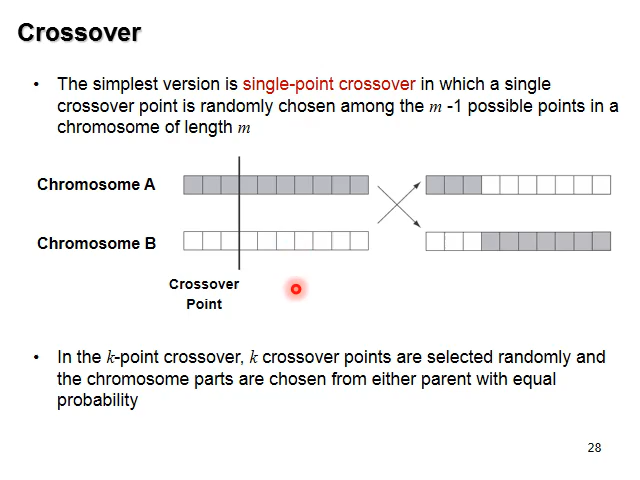 Crossover
• The simplest version is single-point crossover in which a single
crossover point is randomly chosen among the m -1 possible points in a
chromosome of length m
Chromosome A
Chromosome B
Crossover
Point
• In the k-point crossover, k crossover points are selected randomly and
the chromosome parts are chosen from either parent with equal
probability
28